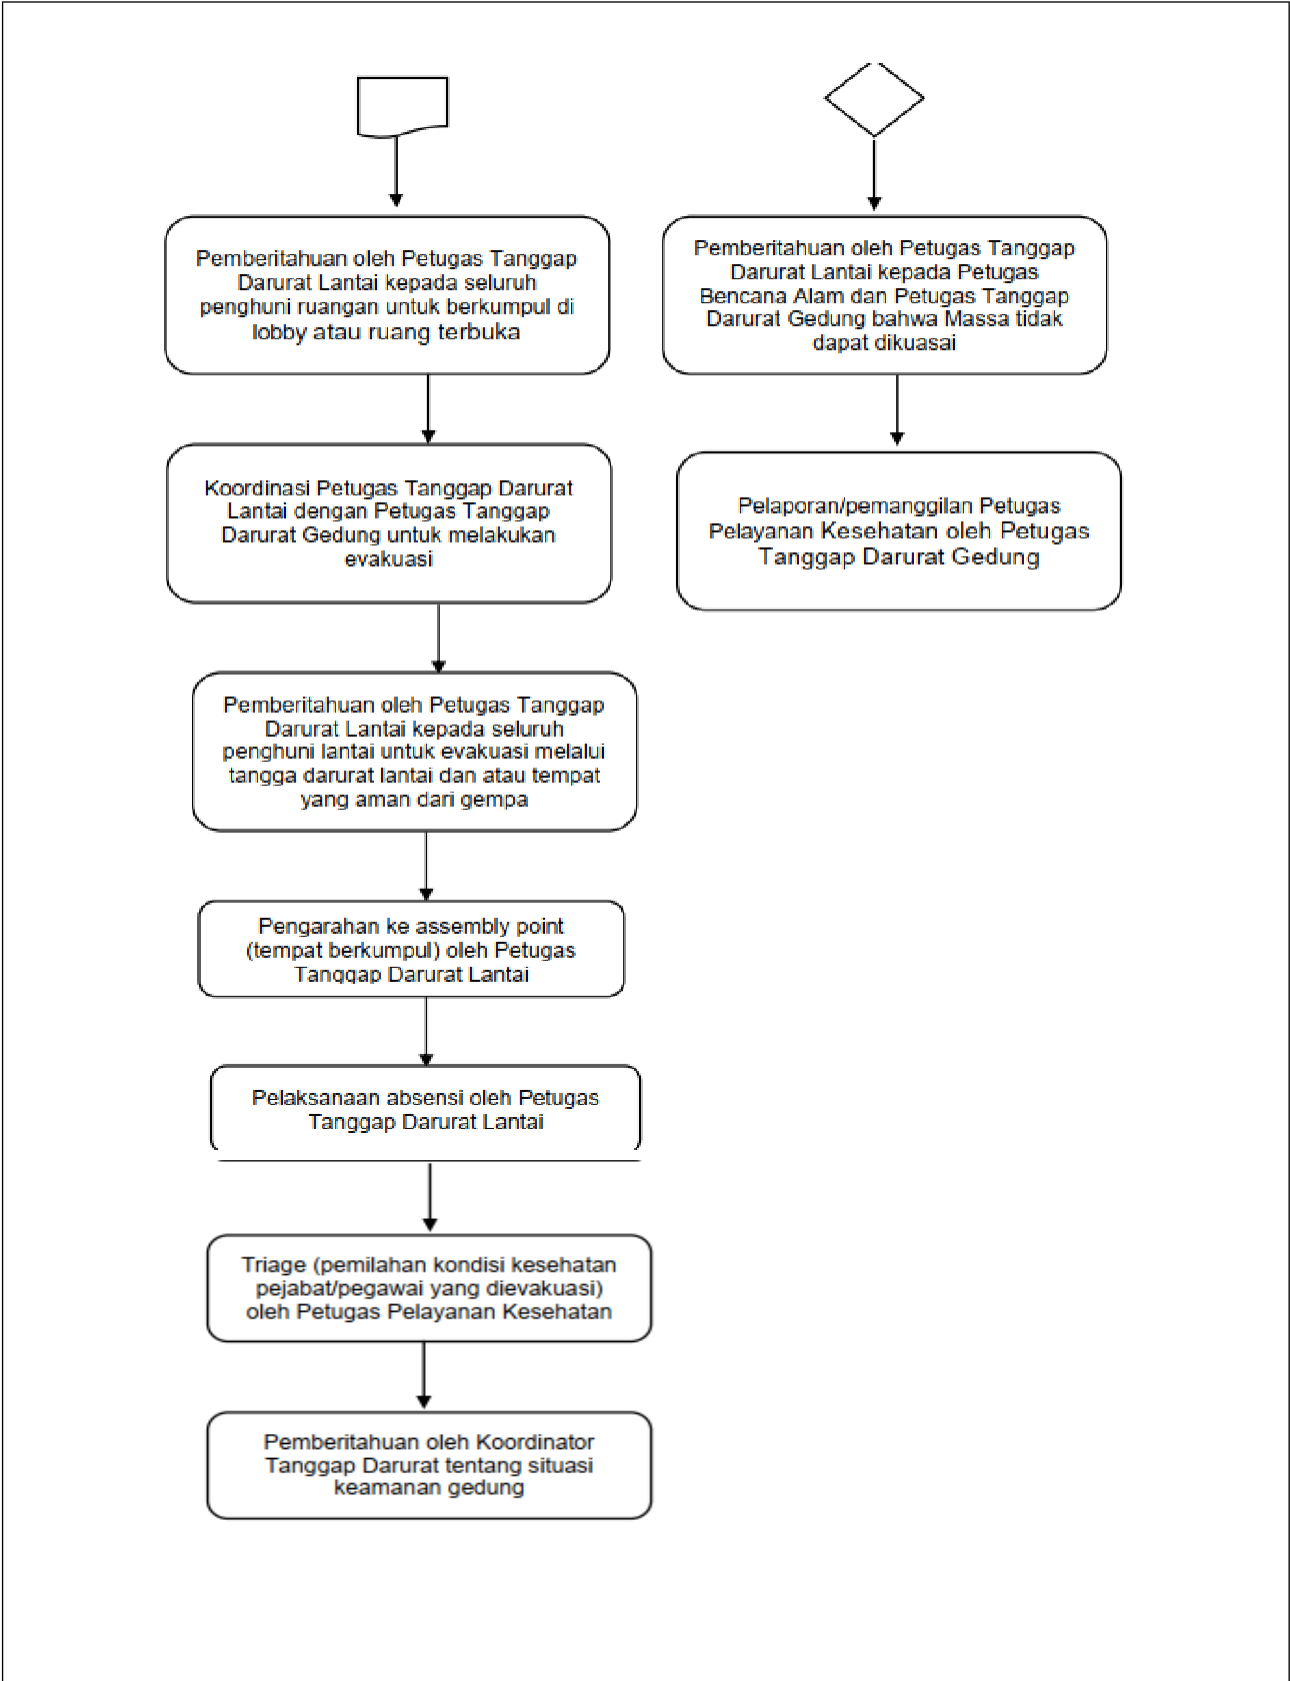 Pemberitahuan oleh Petugas Tanggap
Darurat Lantai kepada seluruh
penghuni ruangan untuk berkumpul di
lobby atau ruang terbuka
Koordinasi Petugas Tanggap Darurat
Lantai dengan Petugas Tanggap
Darurat Gedung untuk melakukan
evakuasi
Pemberitahuan oleh Petugas Tanggap
Darurat Lantai kepada seluruh
penghuni lantai untuk evakuasi melalui
tangga darurat lantai dan atau tempat
yang aman dari gempa
Pengarahan ke assembly point
(tempat berkumpul) oleh Petugas
Tanggap Darurat Lantai
Pelaksanaan absensi oleh Petugas
Tanggap Darurat Lantai
Triage (pemilahan kondisi kesehatan
pejabat/pegawai yang dievakuasi)
oleh Petugas Pelayanan Kesehatan
Pemberitahuan oleh Koordinator
Tanggap Darurat tentang situasi
keamanan gedung
Pemberitahuan oleh Petugas Tanggap
Darurat Lantai kepada Petugas
Bencana Alam dan Petugas Tanggap
Darurat Gedung bahwa Massa tidak
dapat dikuasai
Pelaporan/pemanggilan Petugas
Pelayanan Kesehatan oleh Petugas
Tanggap Darurat Gedung